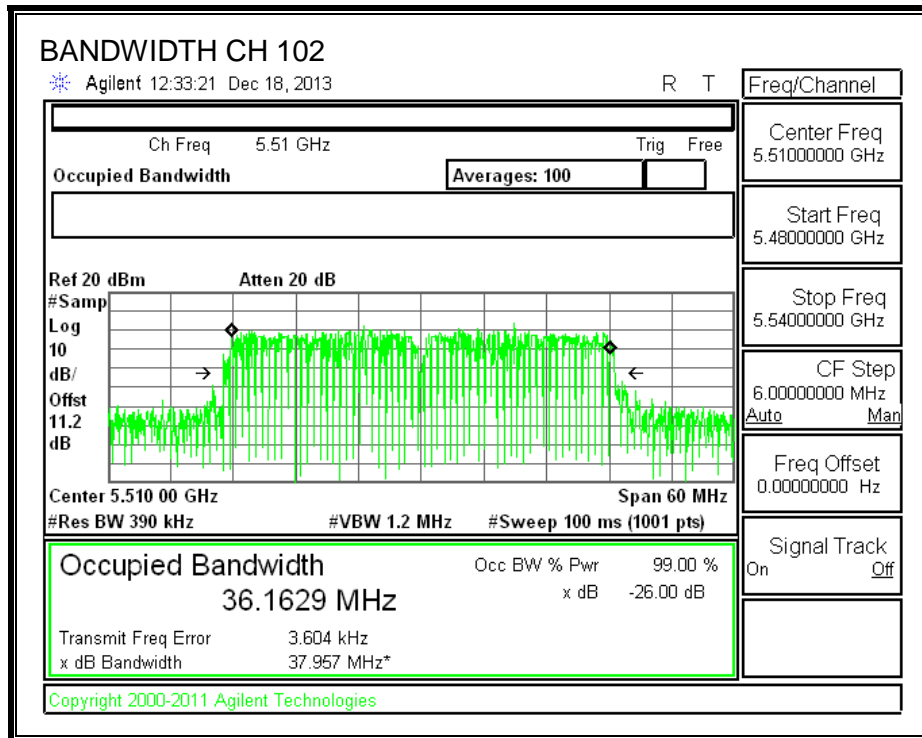 BANDWIDTH CH 102
Agilent 12:33:21 Dec 18, 2013 R T
Freq/Channel
Ch Freq 5.51 GHz Trig Free
Occupied Bandwidth Averages: 100
Center Freq
5.51000000 GHz
Start Freq
5.48000000 GHz
Stop Freq
5.54000000 GHz
CF Step
6.00000000 MHz
Auto Man
Freq Offset
0.00000000 Hz
Signal Track
On Off
Ref 20 dBm Atten 20 dB
#Samp
Log
10
dB/
Offst
11.2
dB
Center 5.510 00 GHz Span 60 MHz
#Res BW 390 kHz #VBW 1.2 MHz #Sweep 100 ms (1001 pts)
Occupied Bandwidth Occ BW % Pwr 99.00 %
36.1629 MHz x dB -26.00 dB
Transmit Freq Error 3.604 kHz
x dB Bandwidth 37.957 MHz*
Copyright 2000-2011 Agilent Technologies